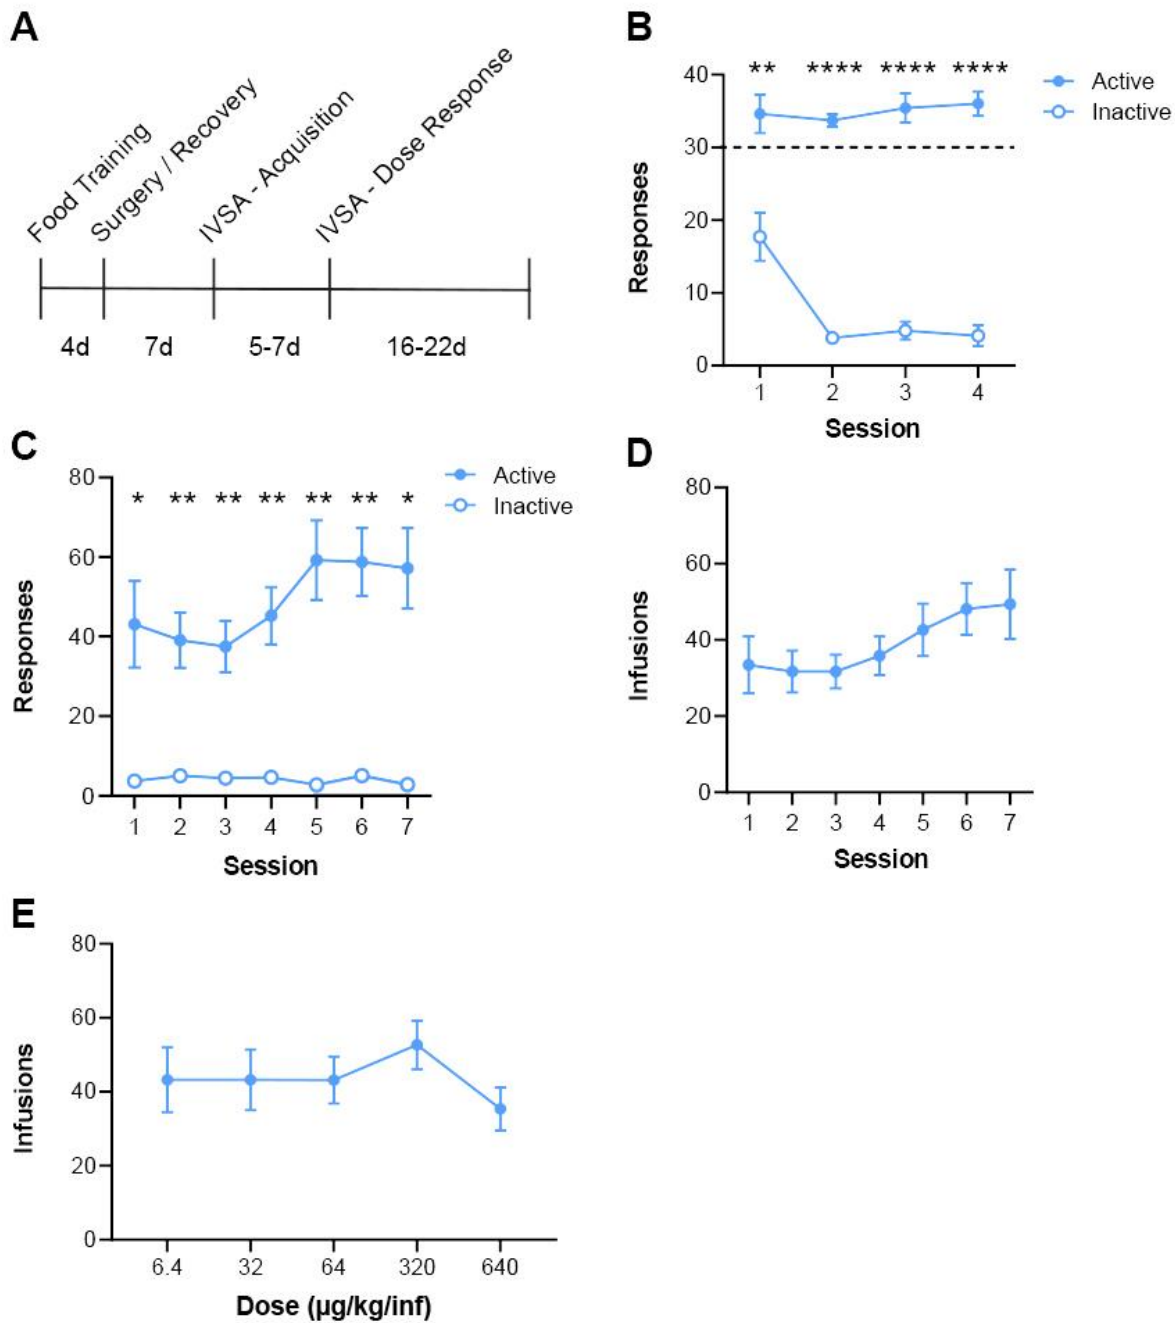 A
Food Training
Surgery / Recovery
IVSA - Acquisition
IVSA - Dose Response
4d
7d
5-7d
16-22d
B
** **** **** ****
Active
Inactive
40
30
20
10
0
Responses
1 2 3 4
Session
C
* ** ** ** ** ** *
Active
Inactive
80
60
40
20
0
Responses
1 2 3 4 5 6 7
Session
D
80
60
40
20
0
Infusions
1 2 3 4 5 6 7
Session
E
80
60
40
20
0
Infusions
6.4 32 64 320 640
Dose (µg/kg/inf)